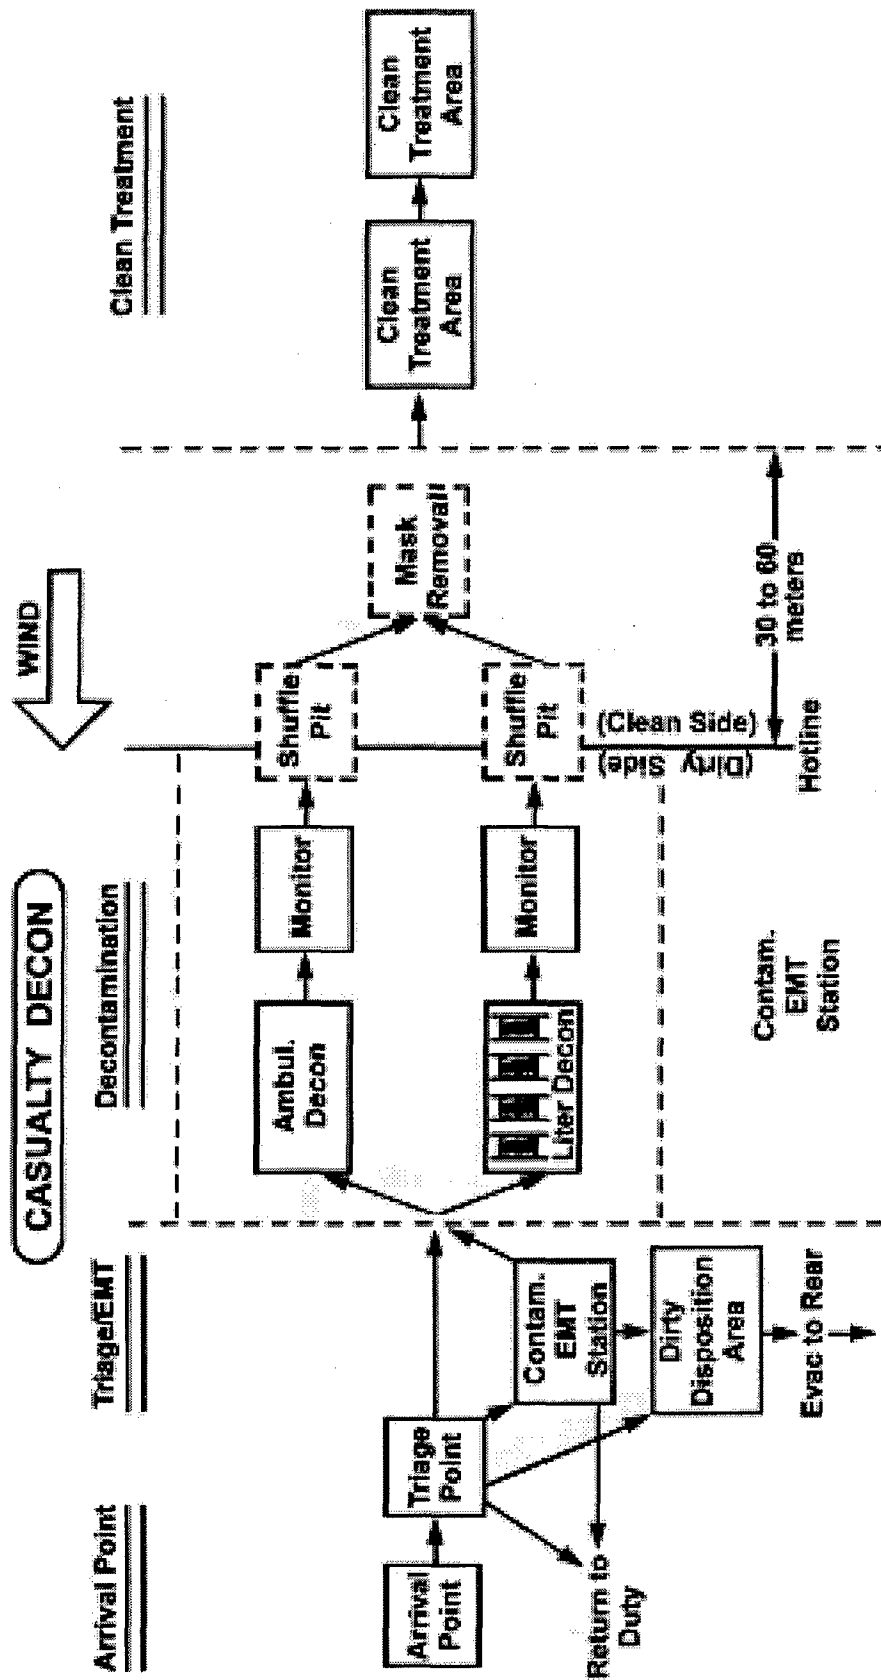 CASUALTY DECON
WIND
Arrival Point
Triage/EMT
Decontamination
Clean Treatment
Arrival
Point
Triage
Point
Return to
Duty
Contam.
EMT
Station
Dirty
Disposition
Area
Evac to Rear
Ambul.
Decon
Liter Decon
Monitor
Monitor
Shuffle
Pit
Shuffle
Pit
(Clean Side)
(Dirty Side)
Hotline
Contam.
EMT
Station
Mask
Removal
30 to 60
meters
Clean
Treatment
Area
Clean
Treatment
Area